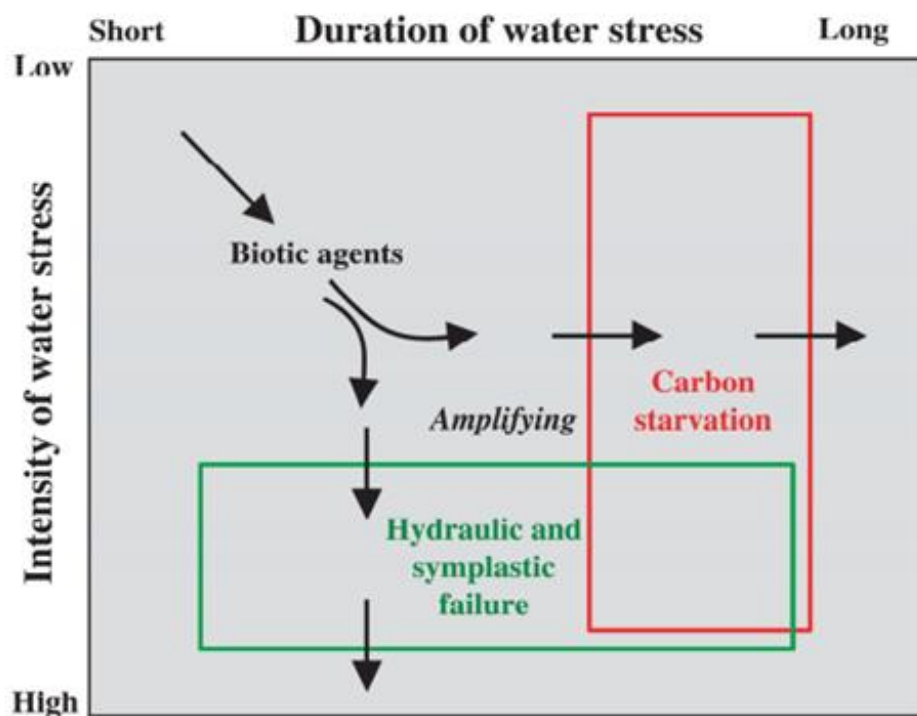 Short Duration of water stress Long
Low
Intensity of water stress
Biotic agents
Carbon
starvation
Amplifying
Hydraulic and
symplastic
failure
High